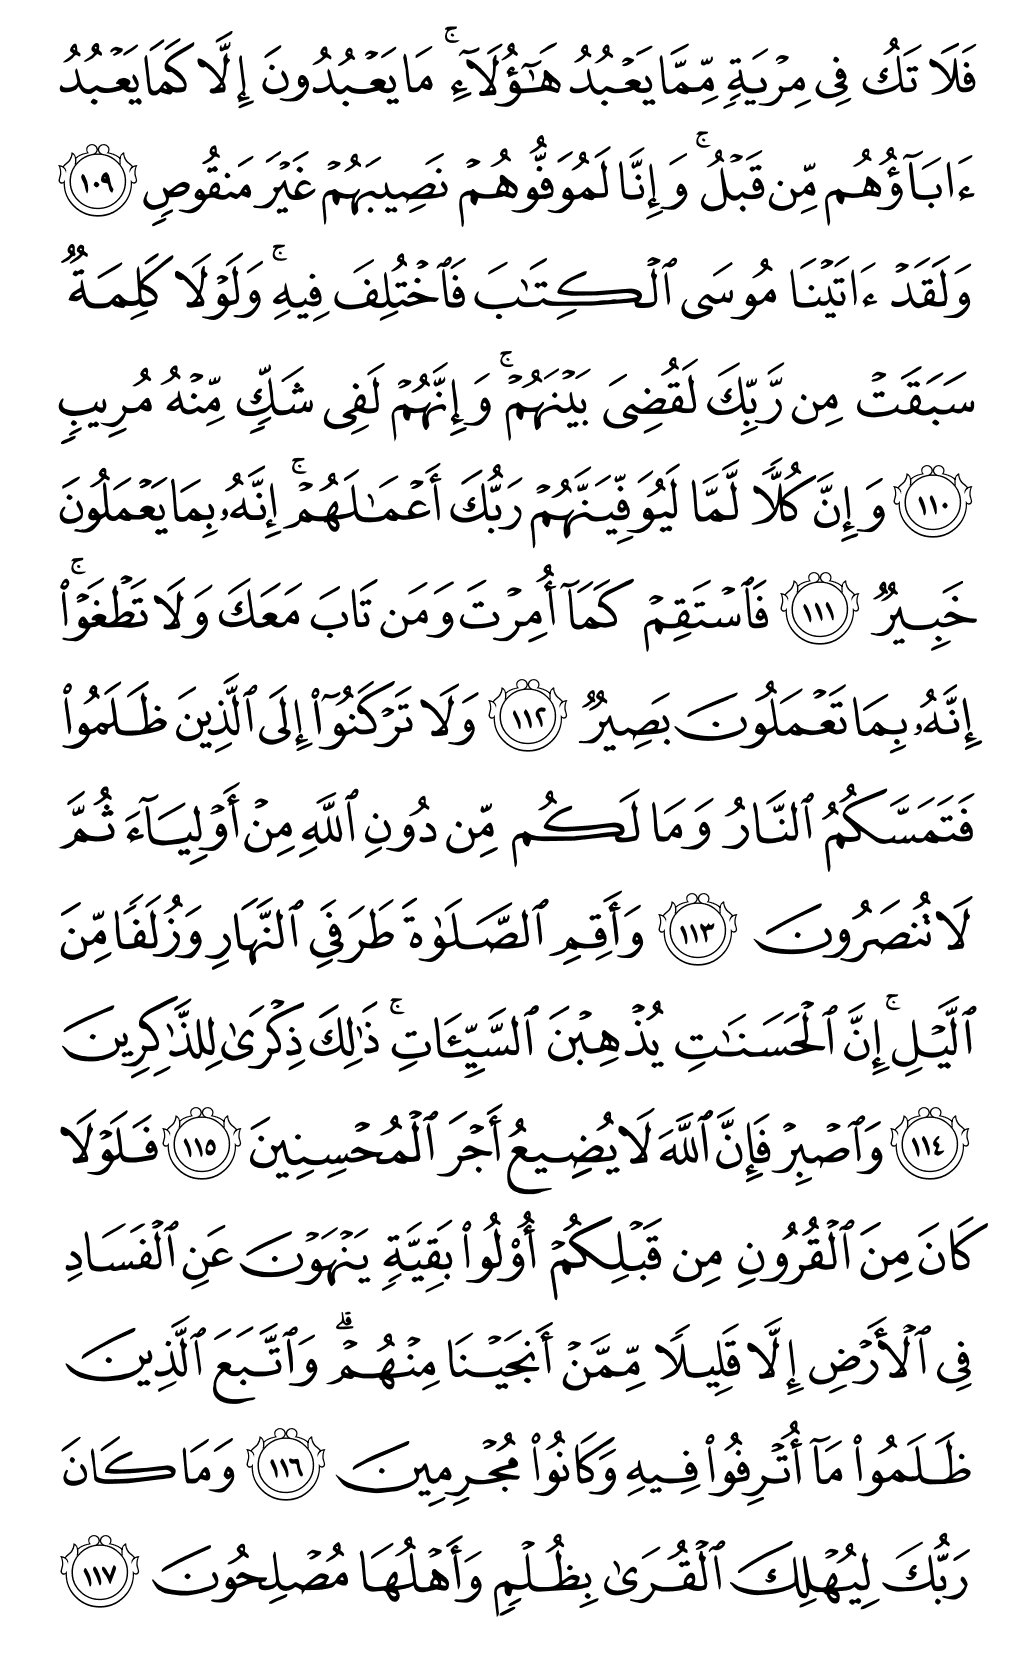 فَلَا تَكُ فِى مِرْيَةٍ مِّمَّا يَعْبُدُ هَـٰٓؤُلَآءِ ۚ مَا يَعْبُدُونَ إِلَّا كَمَا يَعْبُدُ
ءَابَآؤُهُم مِّن قَبْلُ ۚ وَإِنَّا لَمُوَفُّوهُمْ نَصِيبَهُمْ غَيْرَ مَنقُوصٍ ١٠٩
وَلَقَدْ ءَاتَيْنَا مُوسَى ٱلْكِتَـٰبَ فَٱخْتُلِفَ فِيهِ ۚ وَلَوْلَا كَلِمَةٌ
سَبَقَتْ مِن رَّبِّكَ لَقُضِىَ بَيْنَهُمْ ۚ وَإِنَّهُمْ لَفِى شَكٍّ مِّنْهُ مُرِيبٍ
١١٠ وَإِنَّ كُلًّا لَّمَّا لَيُوَفِّيَنَّهُمْ رَبُّكَ أَعْمَـٰلَهُمْ ۚ إِنَّهُۥ بِمَا يَعْمَلُونَ
خَبِيرٌ ١١١ فَٱسْتَقِمْ كَمَآ أُمِرْتَ وَمَن تَابَ مَعَكَ وَلَا تَطْغَوْا۟ ۚ
إِنَّهُۥ بِمَا تَعْمَلُونَ بَصِيرٌ ١١٢ وَلَا تَرْكَنُوٓا۟ إِلَى ٱلَّذِينَ ظَلَمُوا۟
فَتَمَسَّكُمُ ٱلنَّارُ وَمَا لَكُم مِّن دُونِ ٱللَّهِ مِنْ أَوْلِيَآءَ ثُمَّ
لَا تُنصَرُونَ ١١٣ وَأَقِمِ ٱلصَّلَوٰةَ طَرَفَىِ ٱلنَّهَارِ وَزُلَفًا مِّنَ
ٱلَّيْلِ ۚ إِنَّ ٱلْحَسَنَـٰتِ يُذْهِبْنَ ٱلسَّيِّـَٔاتِ ۚ ذَٰلِكَ ذِكْرَىٰ لِلذَّٰكِرِينَ
١١٤ وَٱصْبِرْ فَإِنَّ ٱللَّهَ لَا يُضِيعُ أَجْرَ ٱلْمُحْسِنِينَ ١١٥ فَلَوْلَا
كَانَ مِنَ ٱلْقُرُونِ مِن قَبْلِكُمْ أُو۟لُوا۟ بَقِيَّةٍ يَنْهَوْنَ عَنِ ٱلْفَسَادِ
فِى ٱلْأَرْضِ إِلَّا قَلِيلًا مِّمَّنْ أَنجَيْنَا مِنْهُمْ ۗ وَٱتَّبَعَ ٱلَّذِينَ
ظَلَمُوا۟ مَآ أُتْرِفُوا۟ فِيهِ وَكَانُوا۟ مُجْرِمِينَ ١١٦ وَمَا كَانَ
رَبُّكَ لِيُهْلِكَ ٱلْقُرَىٰ بِظُلْمٍ وَأَهْلُهَا مُصْلِحُونَ ١١٧